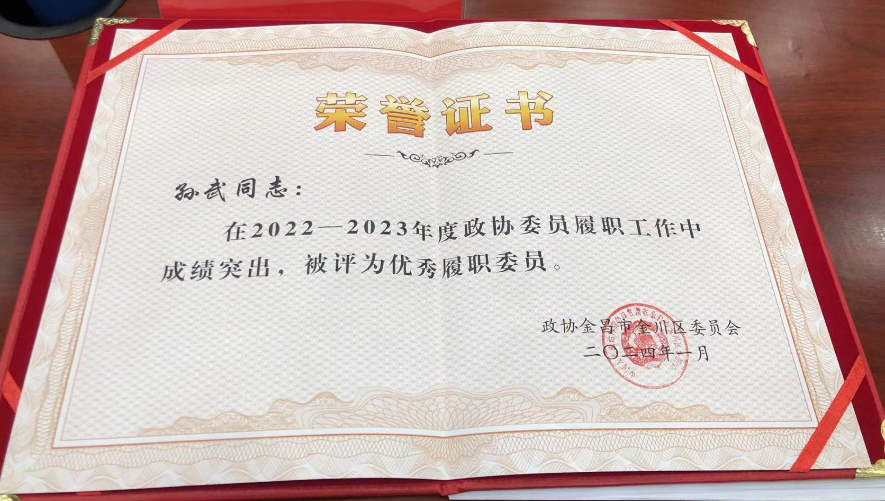 荣誉证书
孙武同志：
在2022—2023年度政协委员履职工作中
成绩突出，被评为优秀履职委员。
政协金昌市金川区委员会
二〇二四年一月